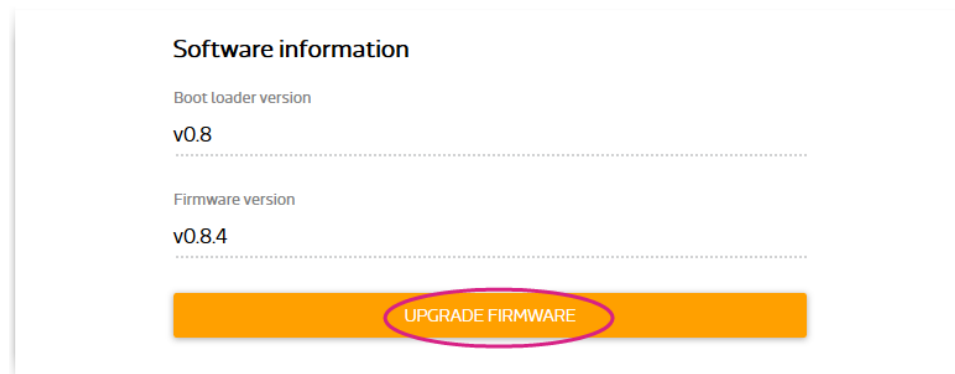 Software information
Boot loader version
v0.8
Firmware version
v0.8.4
UPGRADE FIRMWARE